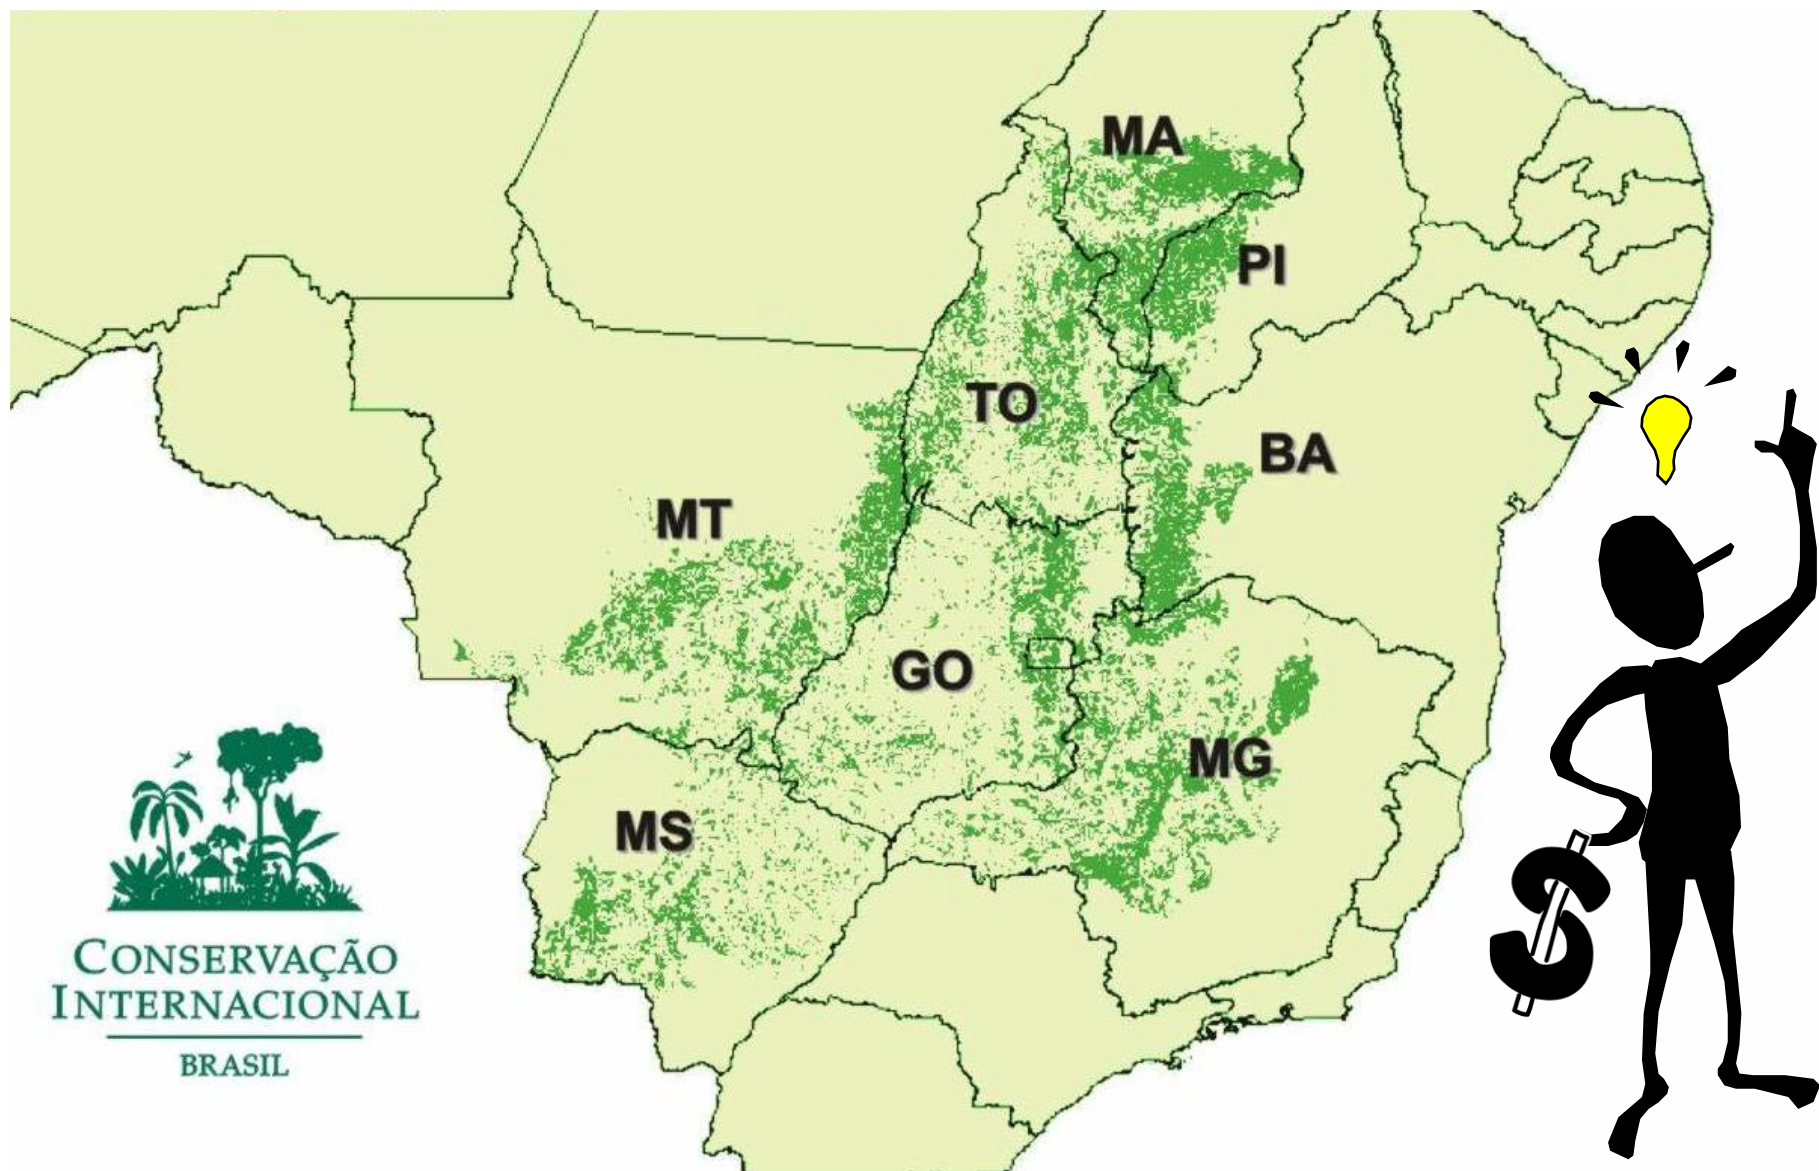 MA
PI
TO
BA
MT
GO
MG
MS
CONSERVAÇÃO
INTERNACIONAL
BRASIL
$